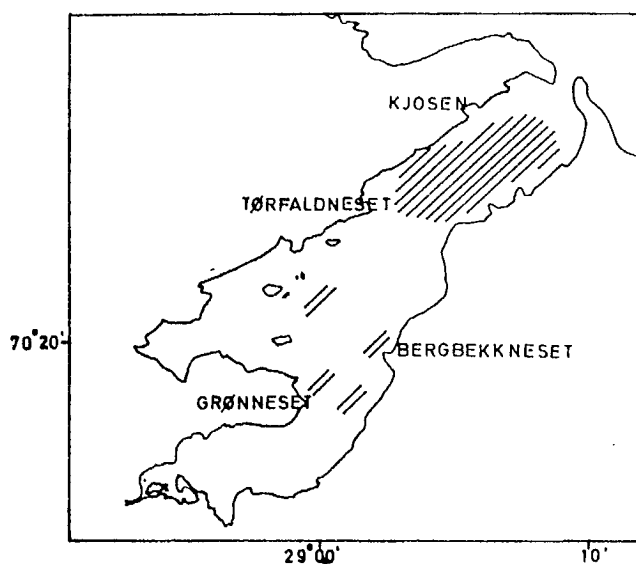 KJOSEN
TØRFALDNESET
70°20'
BERGBEKKNESET
GRØNNESET
29°00'
10'